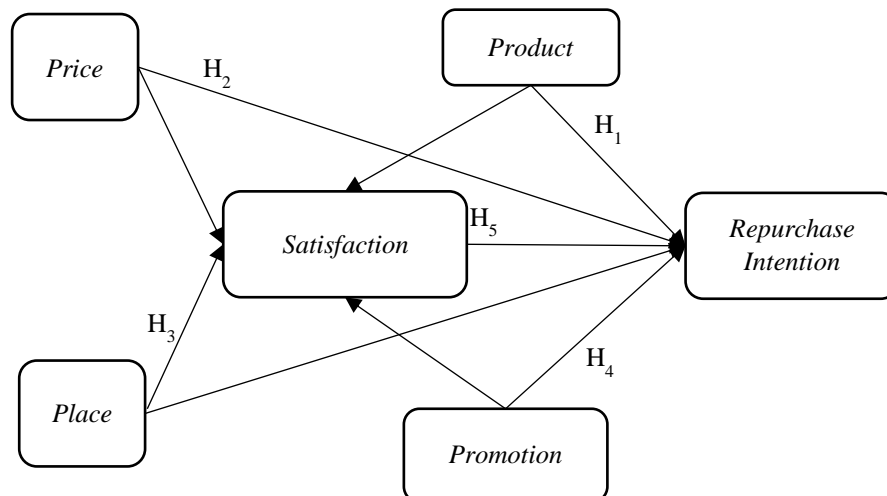 Product
Price
H2
H1
H5
Satisfaction
Repurchase
Intention
H3
H4
Place
Promotion